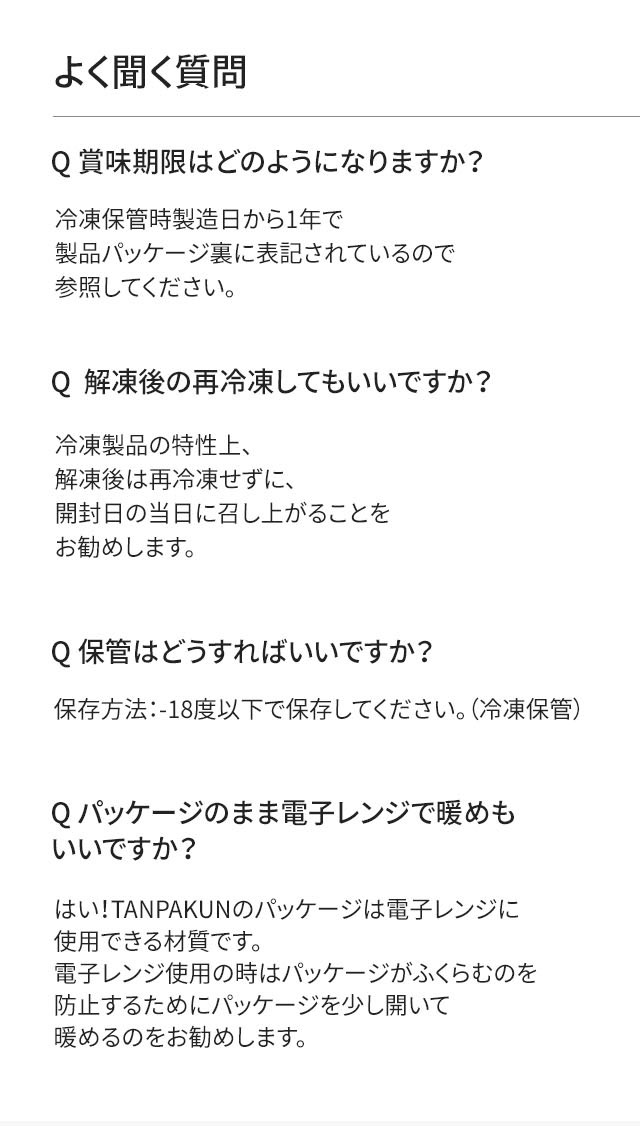 よく聞く質問
Q 賞味期限はどのようになりますか？
冷凍保管時製造日から1年で
製品パッケージ裏に表記されているので
参照してください。
Q 解凍後の再冷凍してもいいですか？
冷凍製品の特性上、
解凍後は再冷凍せずに、
開封日の当日に召し上がることを
お勧めします。
Q 保管はどうすればいいですか？
保存方法：-18度以下で保存してください。（冷凍保管）
Q パッケージのまま電子レンジで暖めも
いいですか？
はい！TANPAKUNのパッケージは電子レンジに
使用できる材質です。
電子レンジ使用の時はパッケージがふくらむのを
防止するためにパッケージを少し開いて
暖めるのをお勧めします。